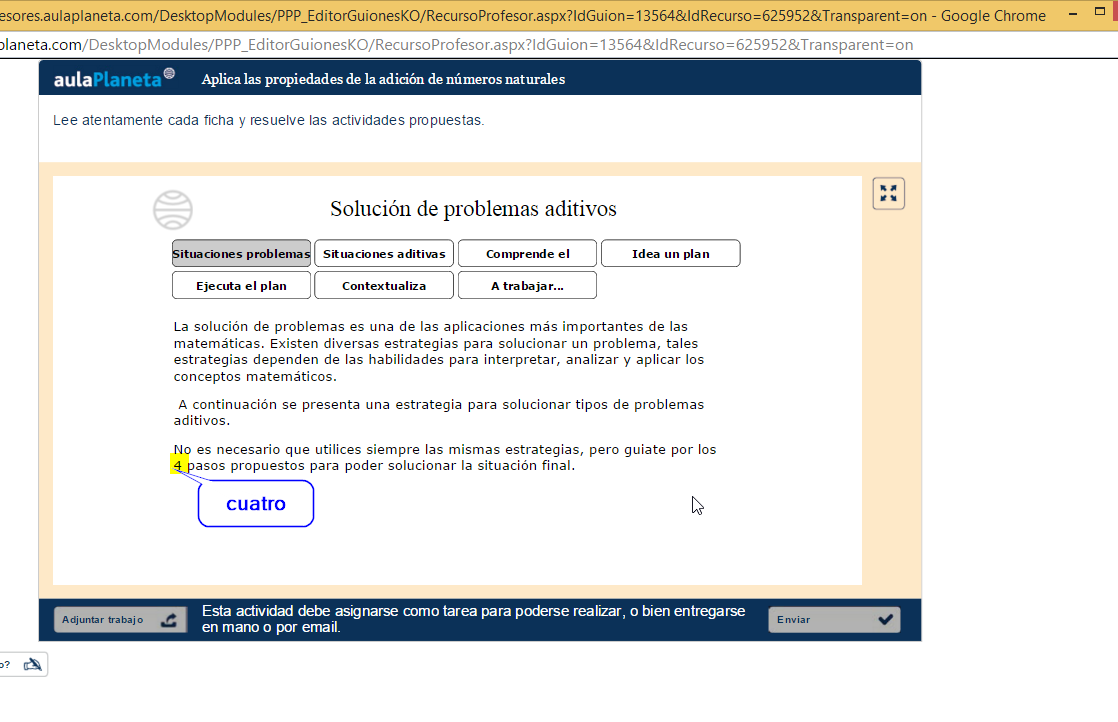 esores.aulaplaneta.com/DesktopModules/PPP_EditorGuionesKO/RecursoProfesor.aspx?IdGuion=13564&IdRecurso=625952&Transparent=on - Google Chrome
planeta.com/DesktopModules/PPP_EditorGuionesKO/RecursoProfesor.aspx?IdGuion=13564&IdRecurso=625952&Transparent=on
aulaPlaneta Aplica las propiedades de la adición de números naturales
Lee atentamente cada ficha y resuelve las actividades propuestas.
Solución de problemas aditivos
Situaciones problemas Situaciones aditivas Comprende el Idea un plan
Ejecuta el plan Contextualiza A trabajar...
La solución de problemas es una de las aplicaciones más importantes de las
matemáticas. Existen diversas estrategias para solucionar un problema, tales
estrategias dependen de las habilidades para interpretar, analizar y aplicar los
conceptos matemáticos.
A continuación se presenta una estrategia para solucionar tipos de problemas
aditivos.
No es necesario que utilices siempre las mismas estrategias, pero guiate por los
4 pasos propuestos para poder solucionar la situación final.
cuatro
Adjuntar trabajo
Esta actividad debe asignarse como tarea para poderse realizar, o bien entregarse
en mano o por email.
Enviar
o?